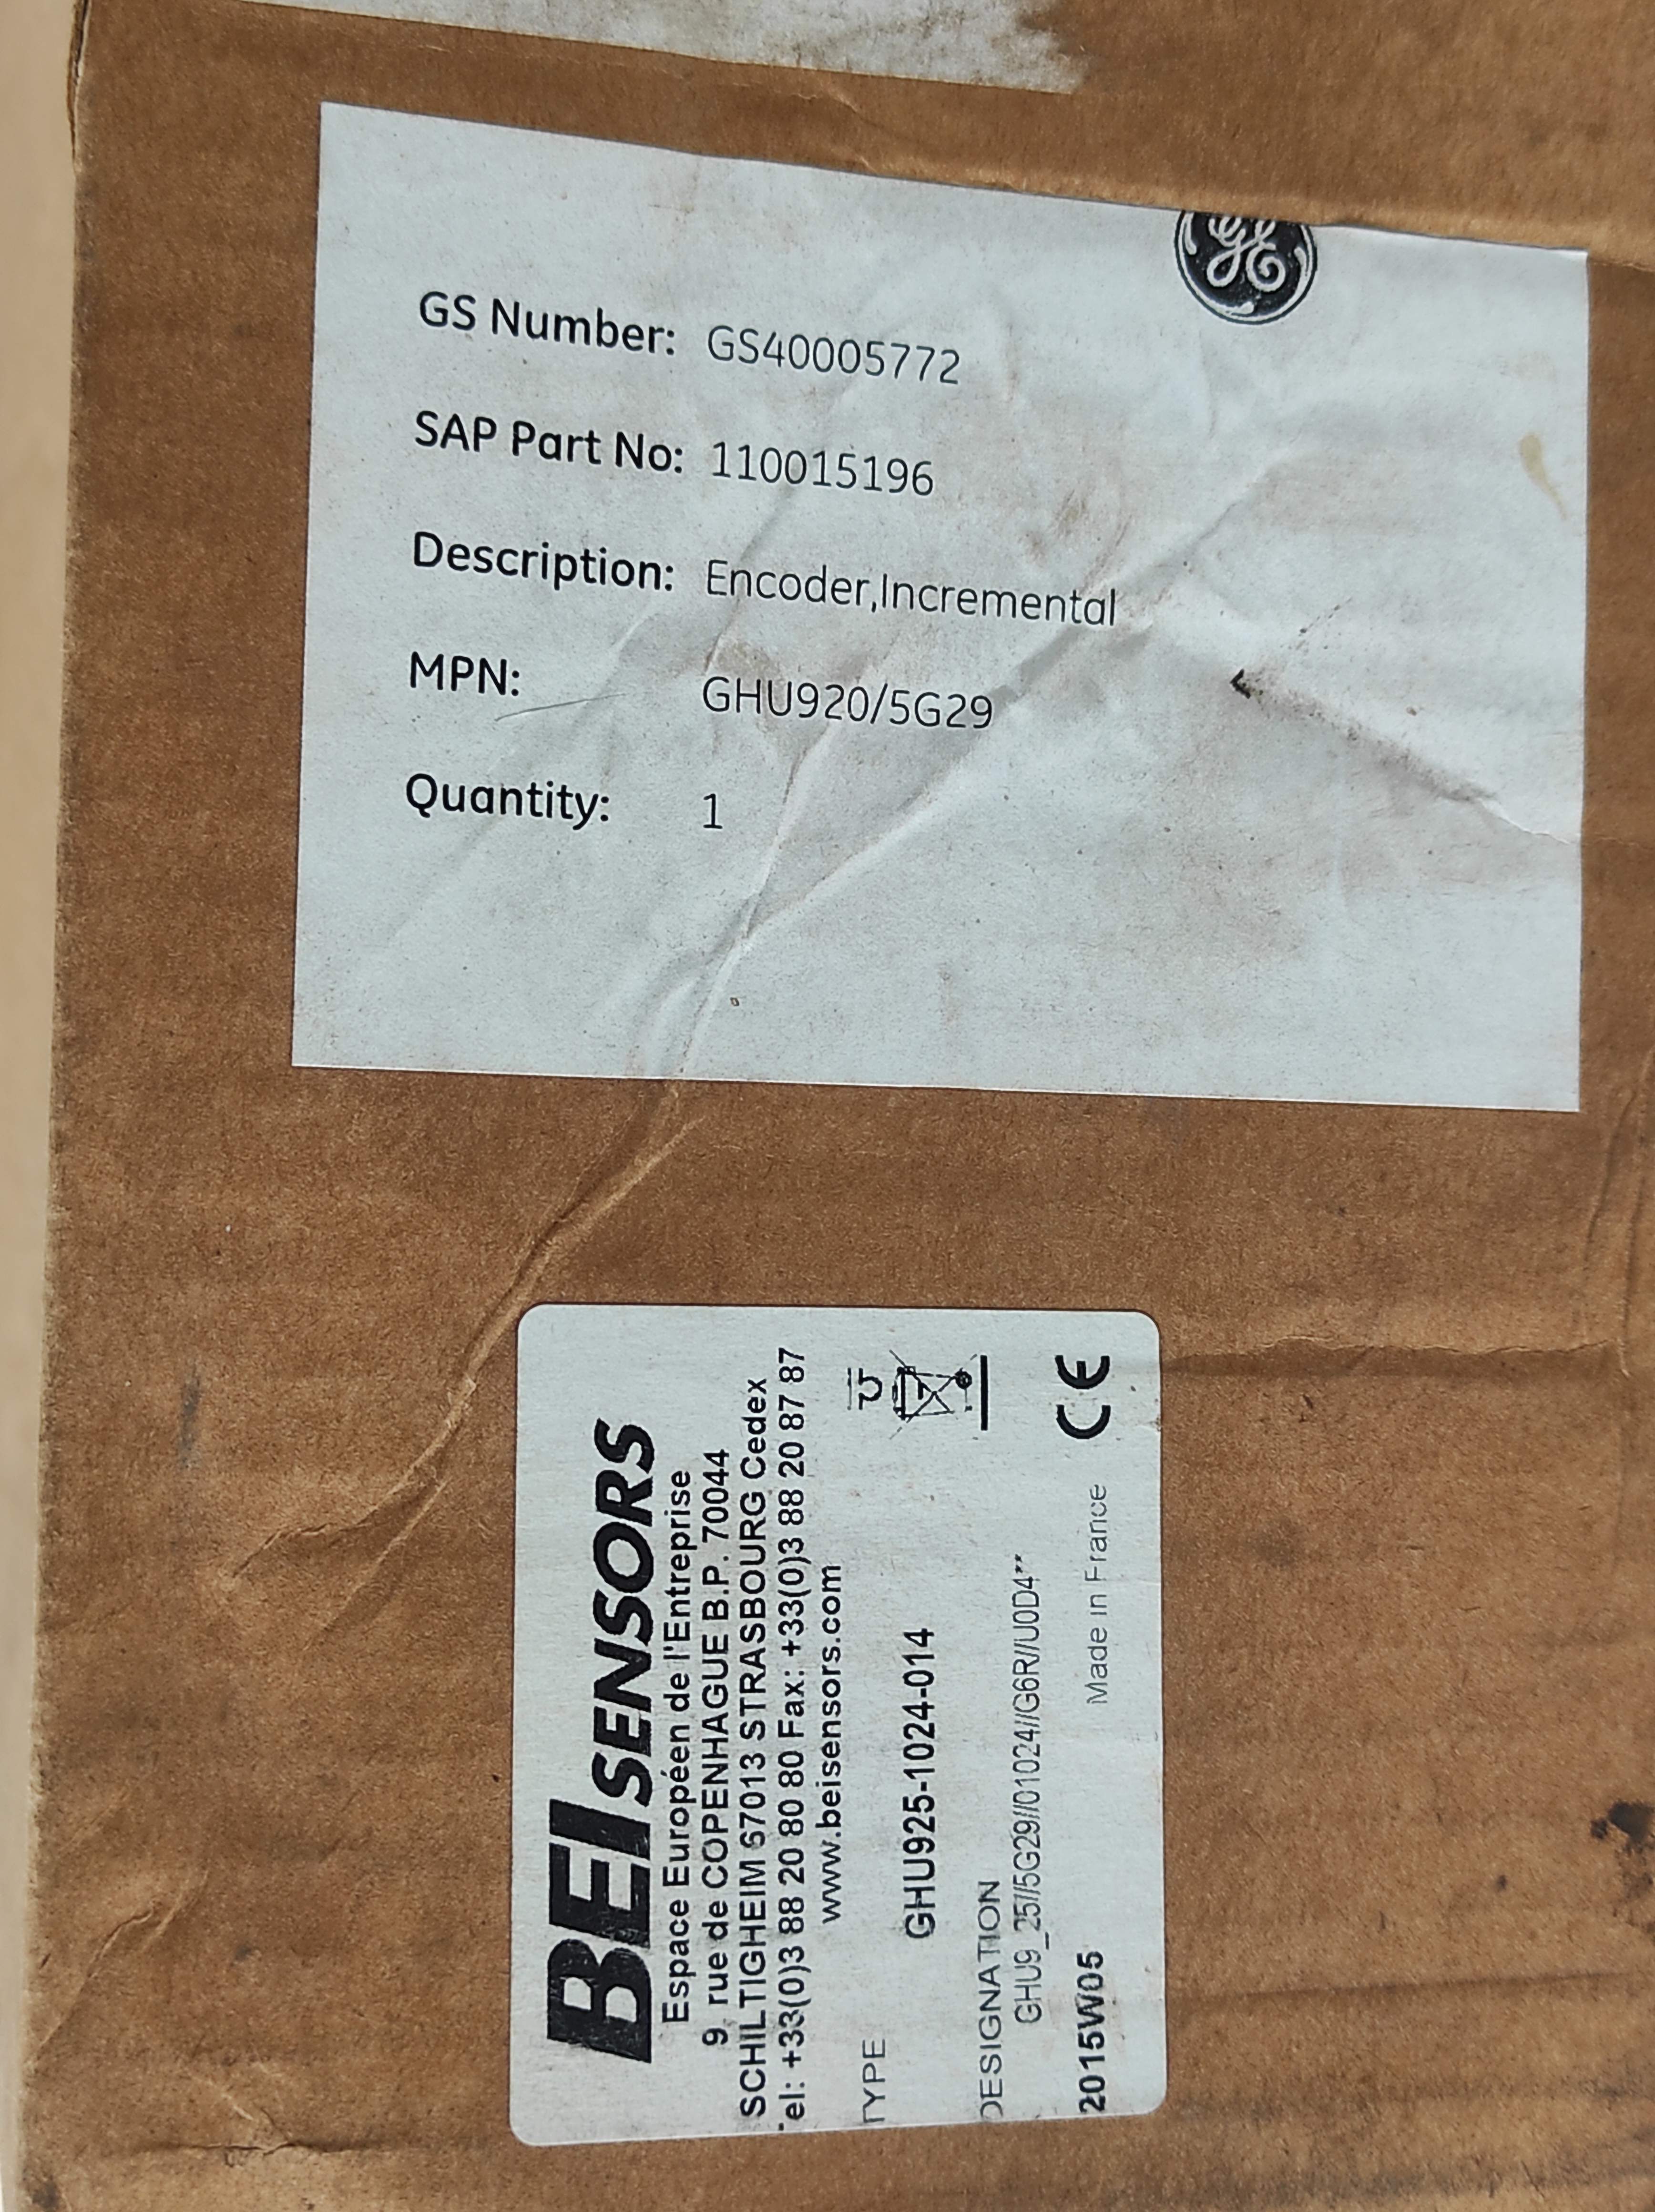 GE
GS Number: GS40005772
SAP Part No: 110015196
Description: Encoder,Incremental
MPN: GHU920/5G29
Quantity: 1
BEI SENSORS
Espace Européen de l'Entreprise
9, rue de COPENHAGUE B.P. 70044
SCHILTIGHEIM 67013 STRASBOURG Cedex
el: +33(0)3 88 20 80 80 Fax: +33(0)3 88 20 87 87
www.beisensors.com
TYPE
GHU925-1024-014
DESIGNATION
GHU9_25//5G29//01024//G6R//U0D4**
2015W05 Made in France CE